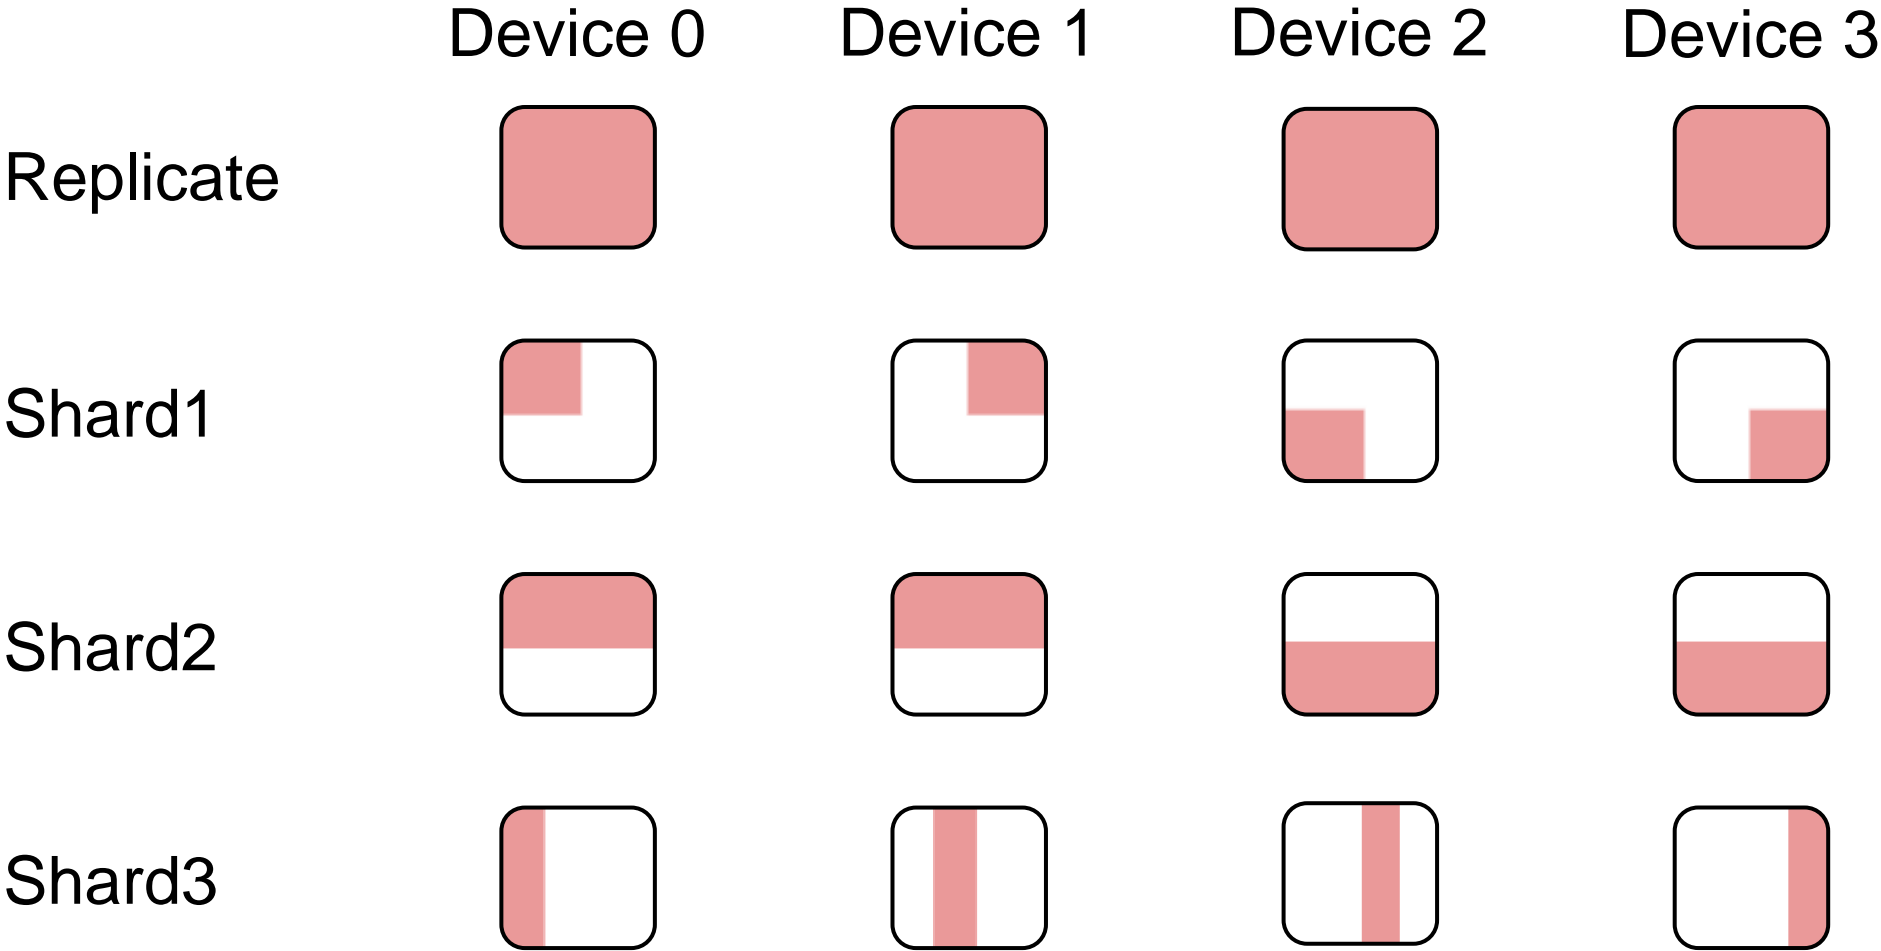 Device 0 Device 1 Device 2 Device 3
Replicate
Shard1
Shard2
Shard3